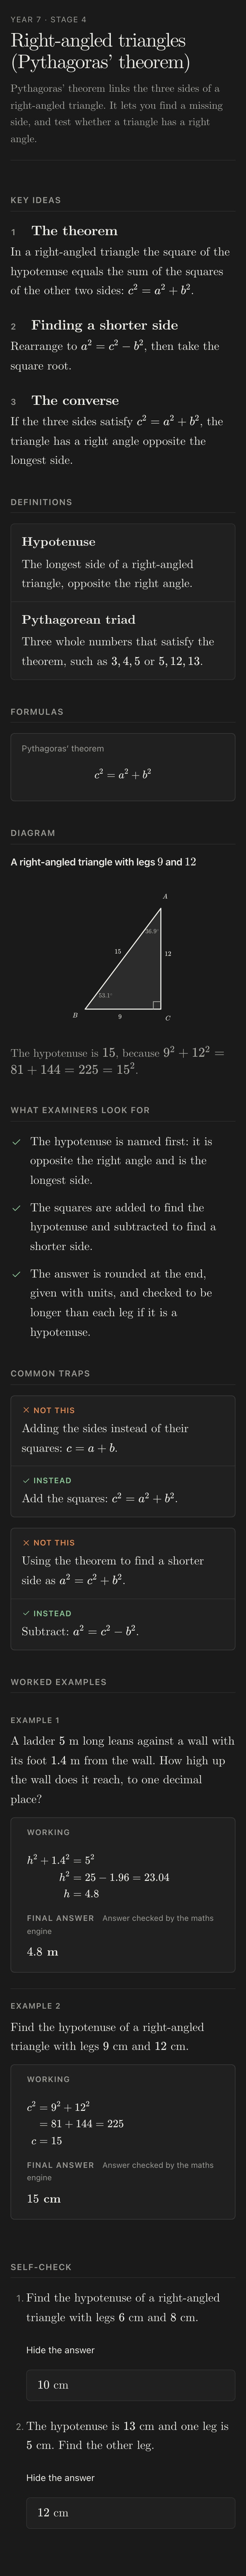 YEAR 7 · STAGE 4
Right-angled triangles
(Pythagoras' theorem)
Pythagoras' theorem links the three sides of a
right-angled triangle. It lets you find a missing
side, and test whether a triangle has a right
angle.
KEY IDEAS
1 The theorem
In a right-angled triangle the square of the
hypotenuse equals the sum of the squares
of the other two sides: c² = a² + b².
2 Finding a shorter side
Rearrange to a² = c² − b², then take the
square root.
3 The converse
If the three sides satisfy c² = a² + b², the
triangle has a right angle opposite the
longest side.
DEFINITIONS
Hypotenuse
The longest side of a right-angled
triangle, opposite the right angle.
Pythagorean triad
Three whole numbers that satisfy the
theorem, such as 3, 4, 5 or 5, 12, 13.
FORMULAS
Pythagoras' theorem
c² = a² + b²
DIAGRAM
A right-angled triangle with legs 9 and 12
A
36.9°
15
12
53.1°
B
9
C
The hypotenuse is 15, because 9² + 12² =
81 + 144 = 225 = 15².
WHAT EXAMINERS LOOK FOR
✓ The hypotenuse is named first: it is
opposite the right angle and is the
longest side.
✓ The squares are added to find the
hypotenuse and subtracted to find a
shorter side.
✓ The answer is rounded at the end,
given with units, and checked to be
longer than each leg if it is a
hypotenuse.
COMMON TRAPS
× NOT THIS
Adding the sides instead of their
squares: c = a + b.
✓ INSTEAD
Add the squares: c² = a² + b².
× NOT THIS
Using the theorem to find a shorter
side as a² = c² + b².
✓ INSTEAD
Subtract: a² = c² − b².
WORKED EXAMPLES
EXAMPLE 1
A ladder 5 m long leans against a wall with
its foot 1.4 m from the wall. How high up
the wall does it reach, to one decimal
place?
WORKING
h² + 1.4² = 5²
h² = 25 − 1.96 = 23.04
h = 4.8
FINAL ANSWER Answer checked by the maths
engine
4.8 m
EXAMPLE 2
Find the hypotenuse of a right-angled
triangle with legs 9 cm and 12 cm.
WORKING
c² = 9² + 12²
= 81 + 144 = 225
c = 15
FINAL ANSWER Answer checked by the maths
engine
15 cm
SELF-CHECK
1. Find the hypotenuse of a right-angled
triangle with legs 6 cm and 8 cm.
Hide the answer
10 cm
2. The hypotenuse is 13 cm and one leg is
5 cm. Find the other leg.
Hide the answer
12 cm